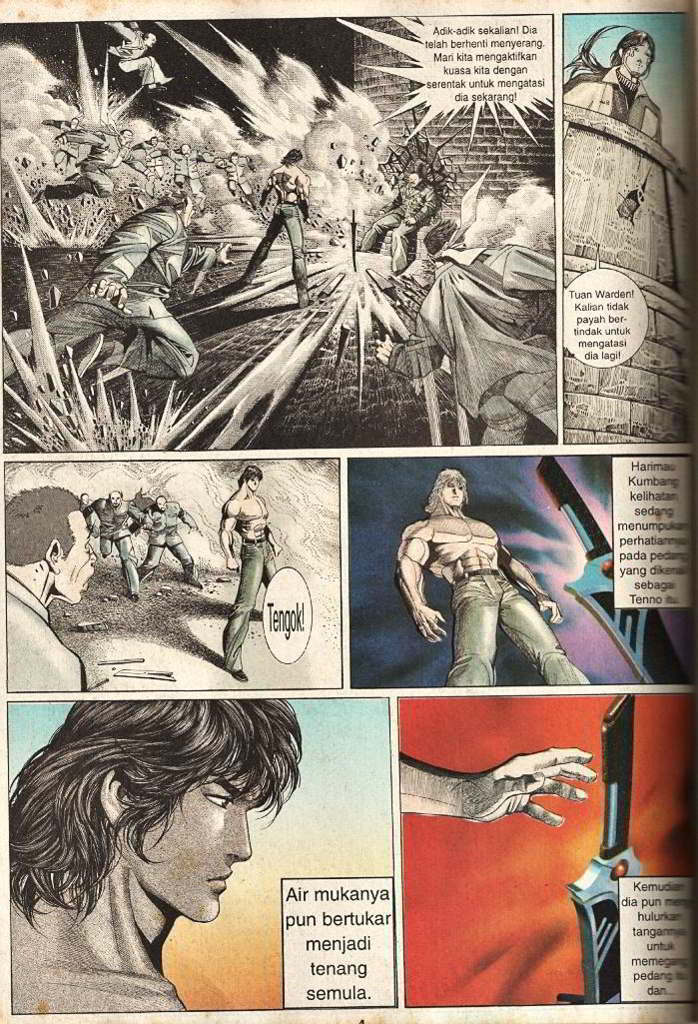 Adik-adik sekalian! Dia
telah berhenti menyerang.
Mari kita mengaktifkan
kuasa kita dengan
serentak untuk mengatasi
dia sekarang!
Tuan Warden!
Kalian tidak
payah ber-
tindak untuk
mengatasi
dia lagi!
Tengok!
Harimau
Kumbang
kelihatan
sedang
menumpukan
perhatiannya
pada pedang
yang dikenali
sebagai
Tenno itu.
Air mukanya
pun bertukar
menjadi
tenang
semula.
Kemudian
dia pun
hulurkan
tangannya
untuk
memegang
pedang itu
dan...